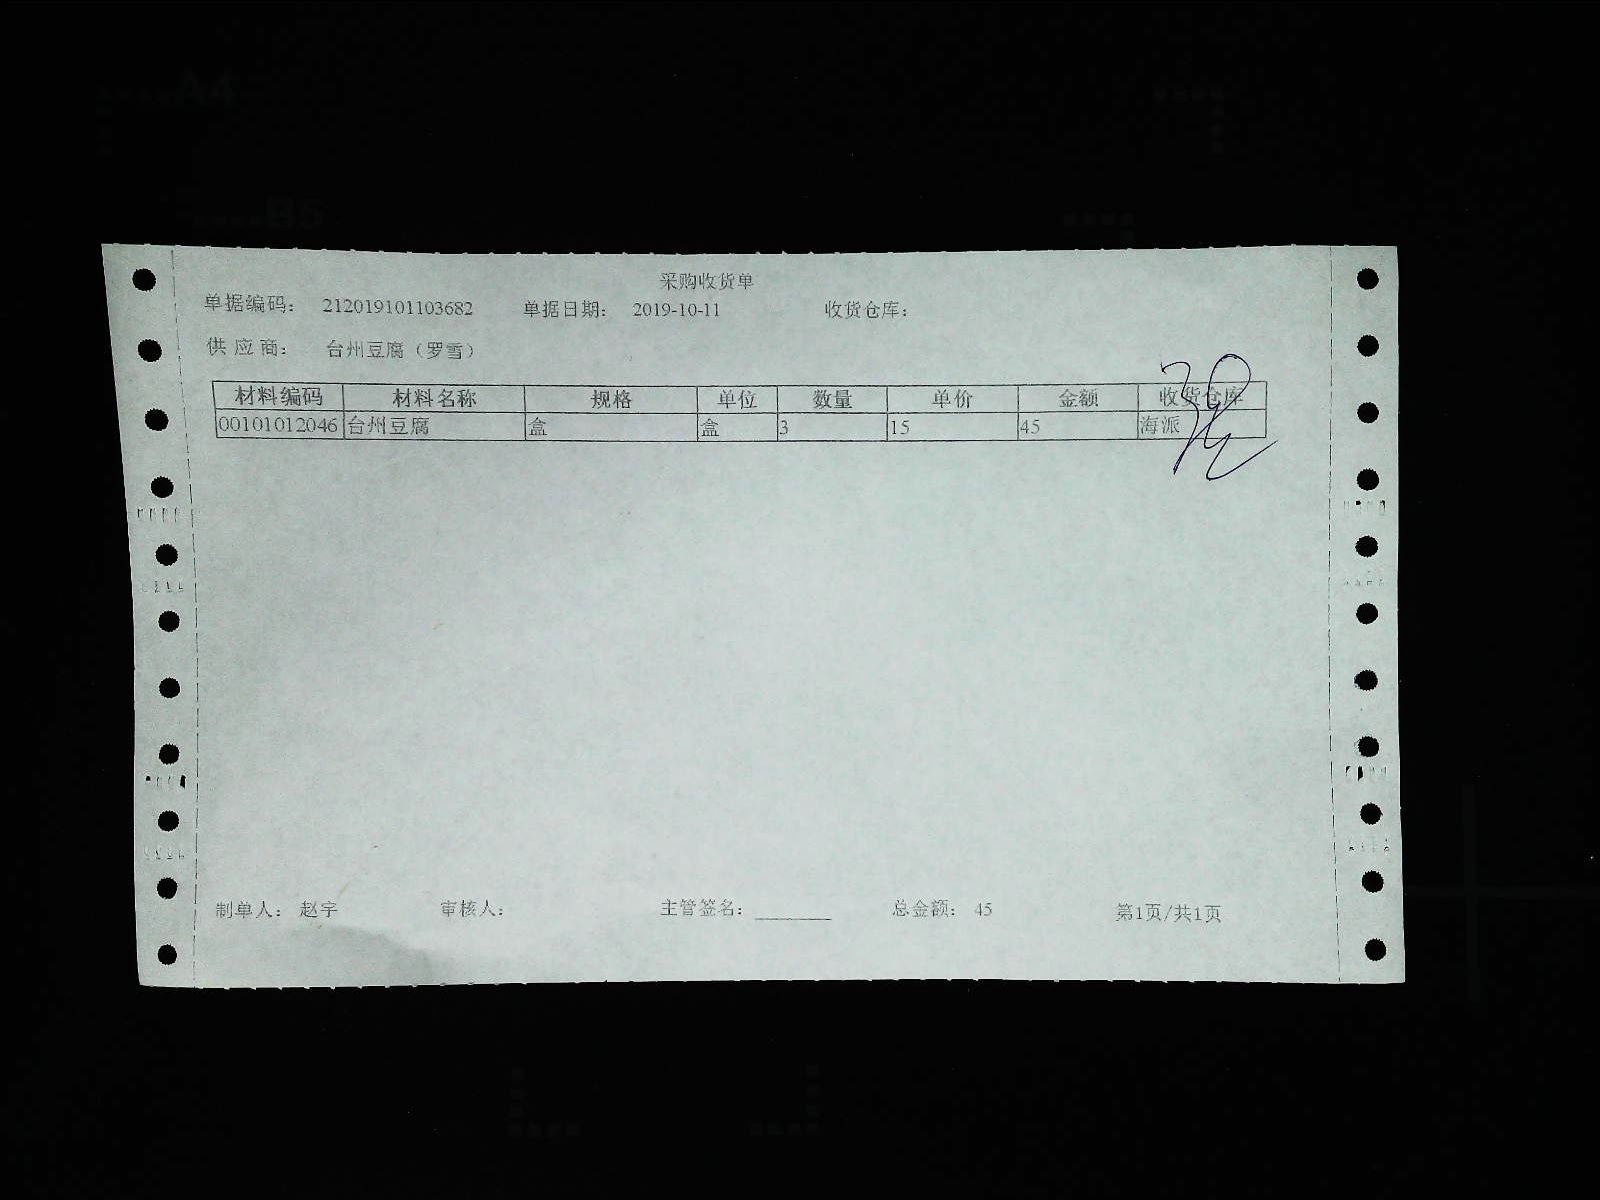 采购收货单
单据编码： 212019101103682 单据日期： 2019-10-11 收货仓库：
供应商： 台州豆腐（罗雪）
材料编码 材料名称 规格 单位 数量 单价 金额 收货仓库
00101012046 台州豆腐 盒 盒 3 15 45 海派
制单人： 赵宇 审核人： 主管签名： 总金额： 45 第1页/共1页